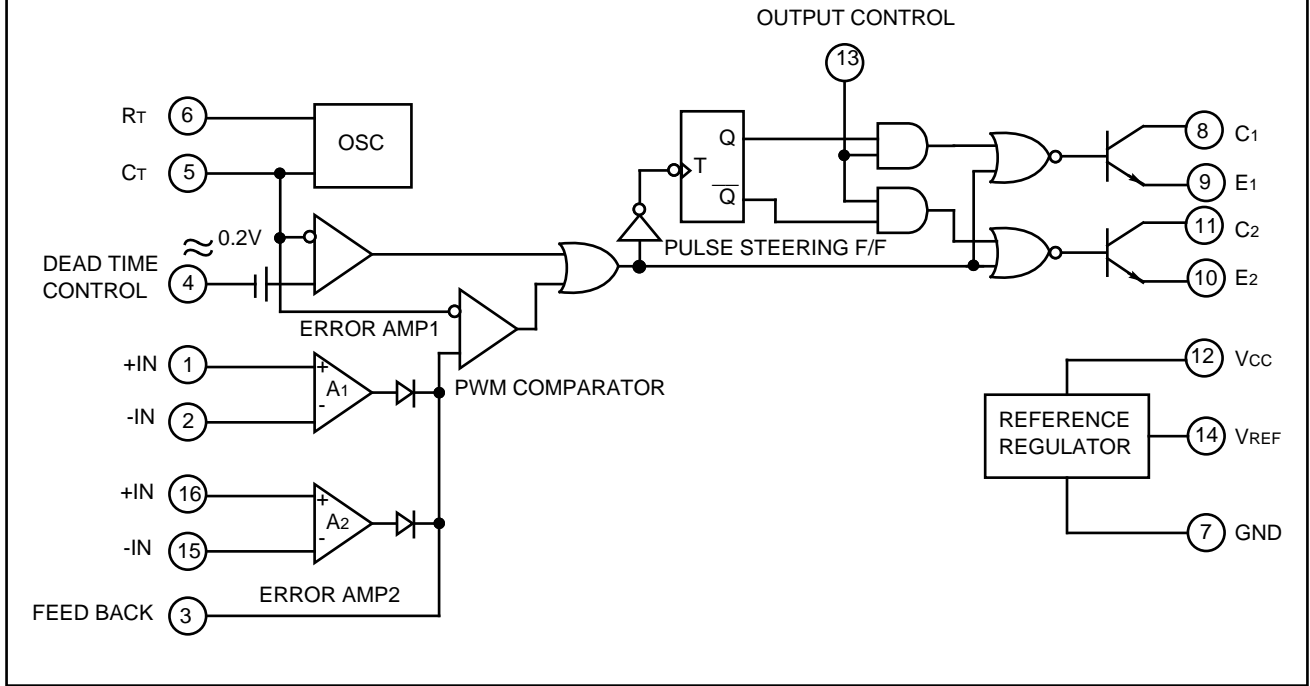 OUTPUT CONTROL
13
RT 6
OSC
CT 5
Q
T
Q
8 C1
9 E1
11 C2
10 E2
≈ 0.2V
DEAD TIME
CONTROL 4
PULSE STEERING F/F
ERROR AMP1
PWM COMPARATOR
+IN 1
+
A1
-
-IN 2
+IN 16
+
A2
-
-IN 15
ERROR AMP2
FEED BACK 3
12 VCC
REFERENCE
REGULATOR
14 VREF
7 GND